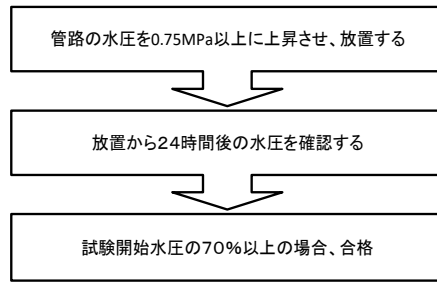 管路の水圧を0.75MPa以上に上昇させ、放置する
放置から24時間後の水圧を確認する
試験開始水圧の70%以上の場合、合格